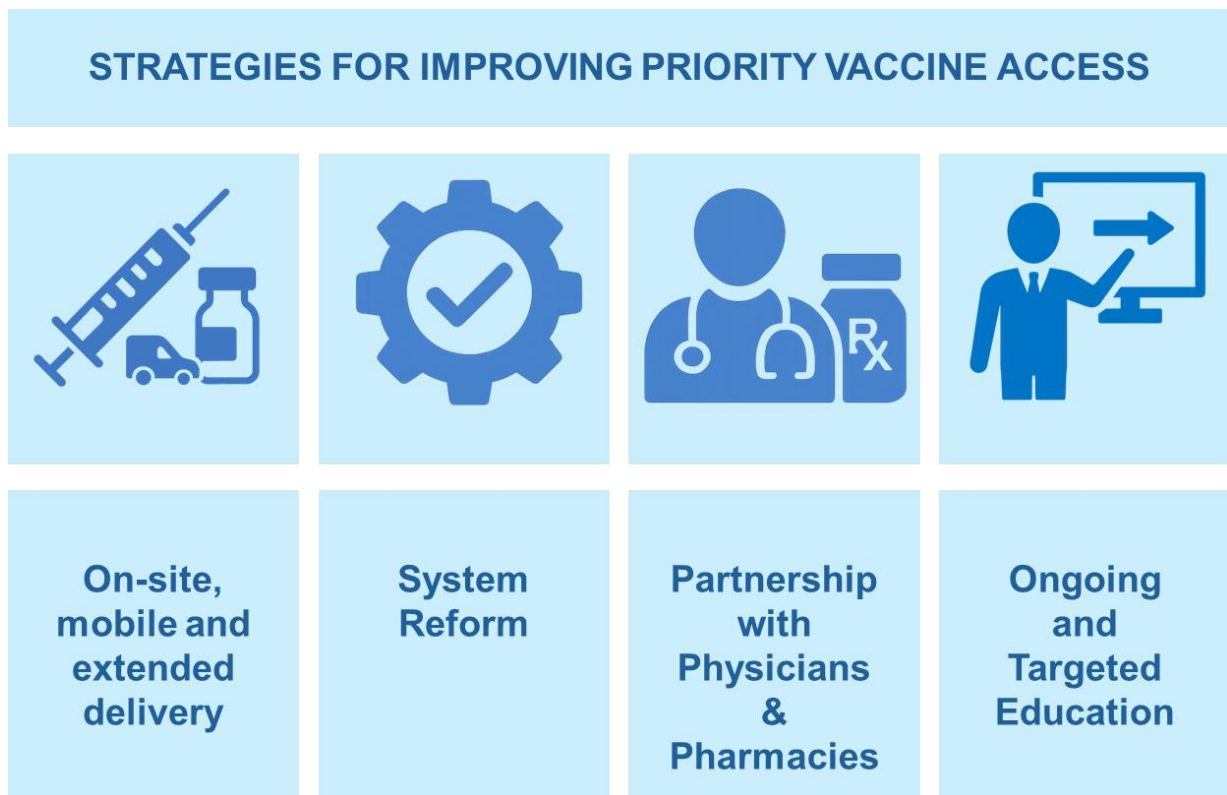 STRATEGIES FOR IMPROVING PRIORITY VACCINE ACCESS
Rx
On-site,
mobile and
extended
delivery
System
Reform
Partnership
with
Physicians
&
Pharmacies
Ongoing
and
Targeted
Education